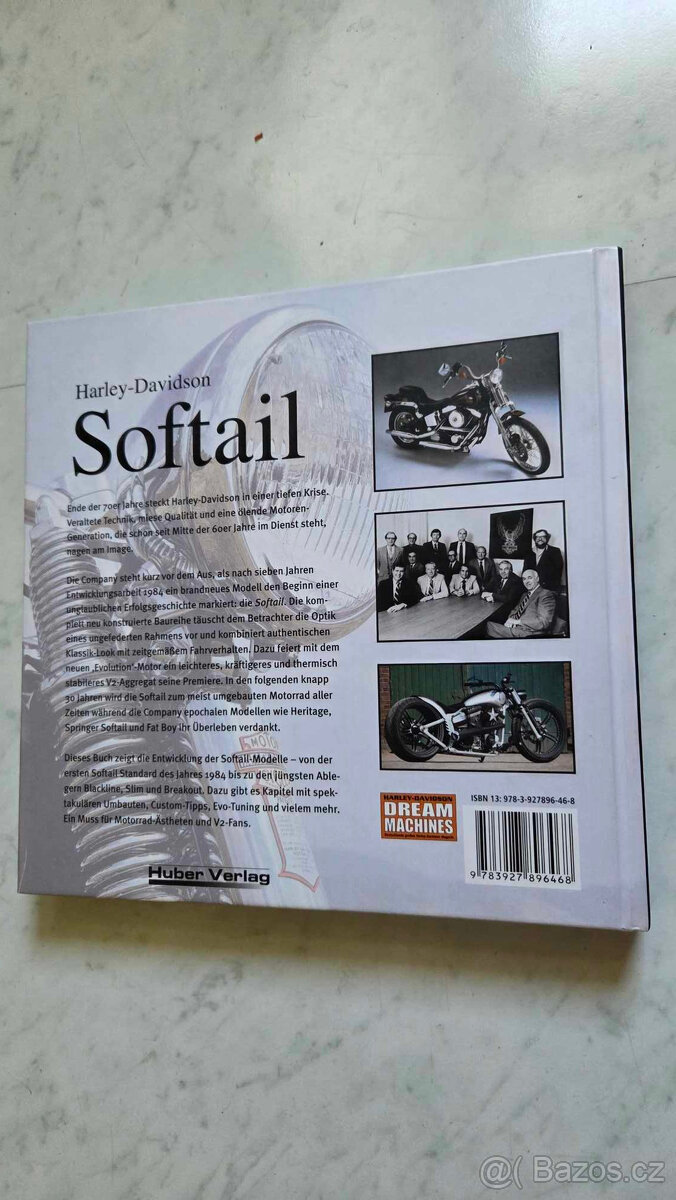 Harley-Davidson
Softail
Ende der 70er Jahre steckt Harley-Davidson in einer tiefen Krise.
Veraltete Technik, miese Qualität und eine ölende Motoren-
Generation, die schon seit Mitte der 60er Jahre im Dienst steht,
nagen am Image.
Die Company steht kurz vor dem Aus, als nach sieben Jahren
Entwicklungsarbeit 1984 ein brandneues Modell den Beginn einer
unglaublichen Erfolgsgeschichte markiert: die Softail. Die kom-
plett neu konstruierte Baureihe täuscht dem Betrachter die Optik
eines ungefederten Rahmens vor und kombiniert authentischen
Klassik-Look mit zeitgemäßem Fahrverhalten. Dazu feiert mit dem
neuen ‚Evolution'-Motor ein leichteres, kräftigeres und thermisch
stabileres V2-Aggregat seine Premiere. In den folgenden knapp
30 Jahren wird die Softail zum meist umgebauten Motorrad aller
Zeiten während die Company epochalen Modellen wie Heritage,
Springer Softail und Fat Boy ihr Überleben verdankt.
Dieses Buch zeigt die Entwicklung der Softail-Modelle – von der
ersten Softail Standard des Jahres 1984 bis zu den jüngsten Able-
gern Blackline, Slim und Breakout. Dazu gibt es Kapitel mit spek-
takulären Umbauten, Custom-Tipps, Evo-Tuning und vielem mehr.
Ein Muss für Motorrad-Ästheten und V2-Fans.
Huber Verlag
HARLEY-DAVIDSON
DREAM
MACHINES
ISBN 13: 978-3-927896-46-8
9 783927 896468
@( Bazos.cz